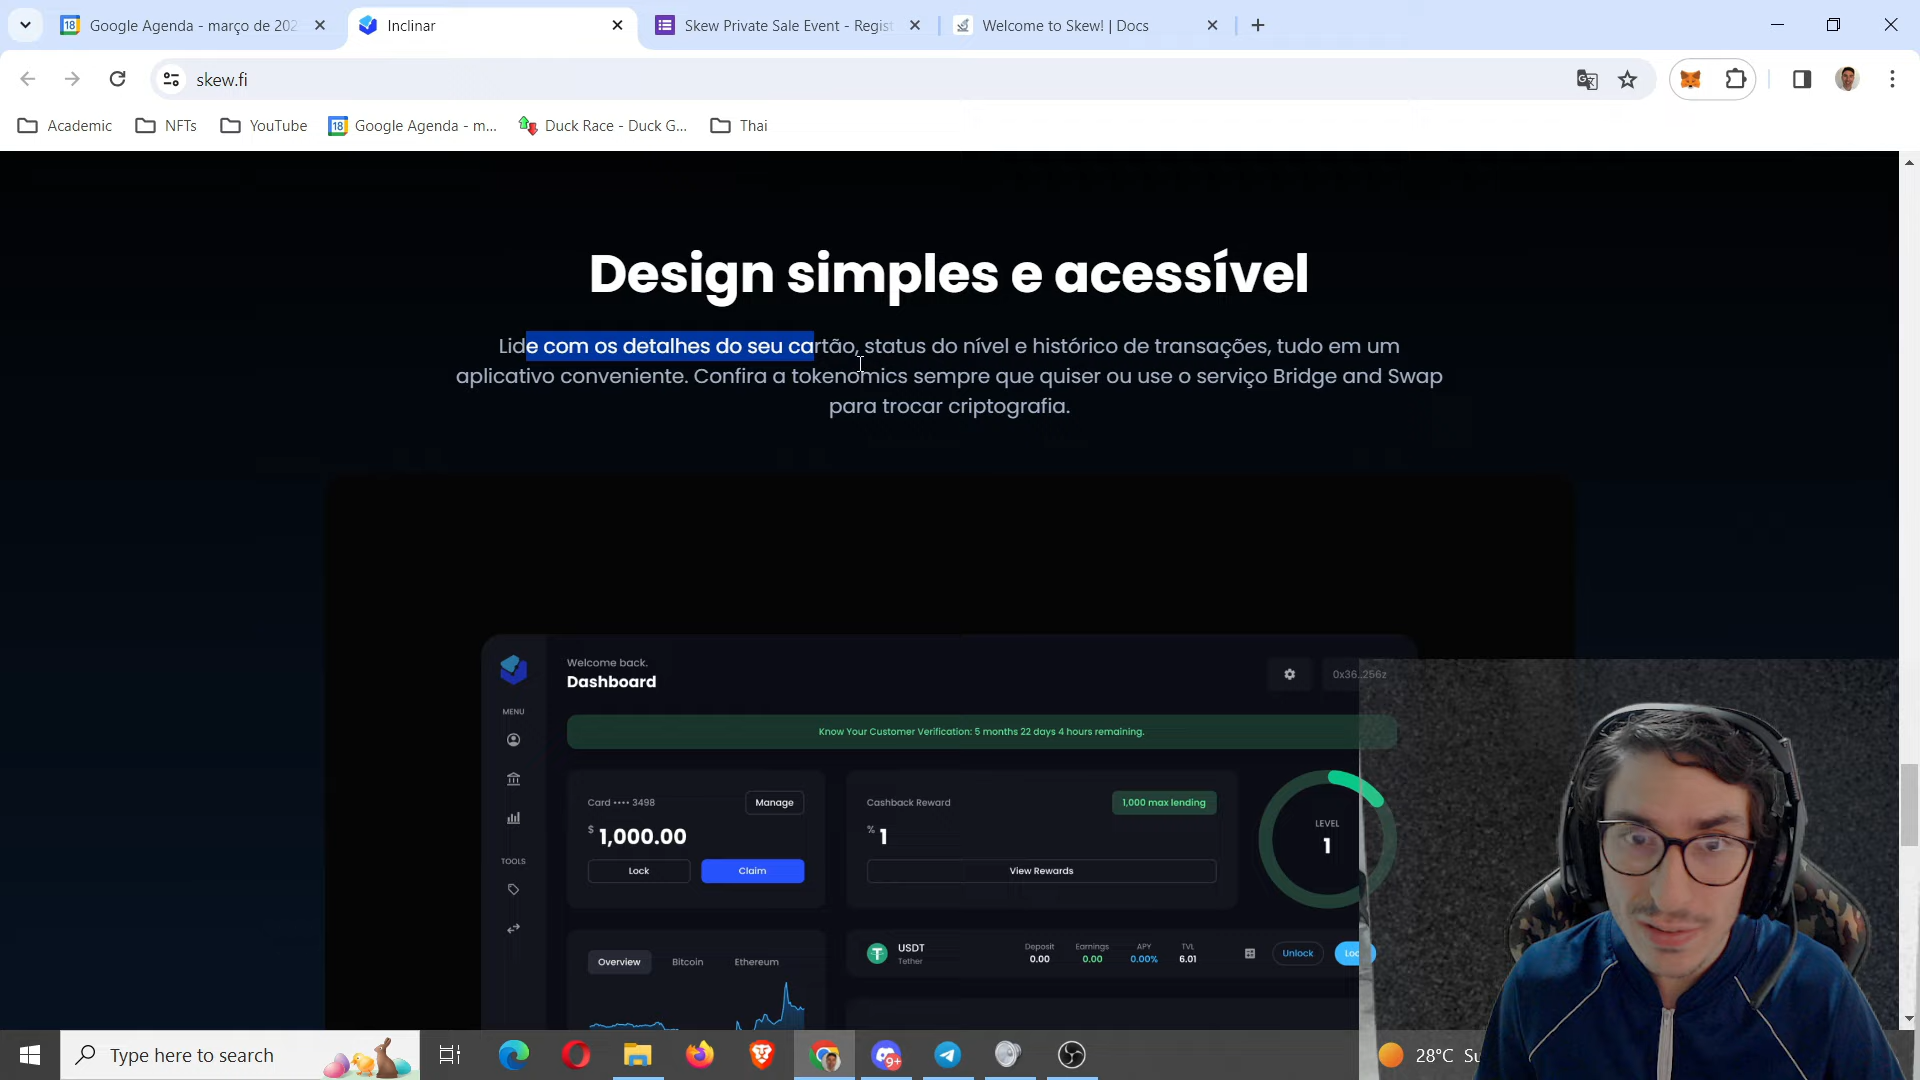 Google Agenda - março de 202
Inclinar
Skew Private Sale Event - Regist
Welcome to Skew! | Docs
skew.fi
Academic
NFTs
YouTube
Google Agenda - m...
Duck Race - Duck G...
Thai
Design simples e acessível
Lide com os detalhes do seu cartão, status do nível e histórico de transações, tudo em um
aplicativo conveniente. Confira a tokenomics sempre que quiser ou use o serviço Bridge and Swap
para trocar criptografia.
Welcome back,
Dashboard
0x36...256z
MENU
TOOLS
Know Your Customer Verification: 5 months 22 days 4 hours remaining.
Card •••• 3498
Manage
$ 1,000.00
Lock
Claim
Cashback Reward
1,000 max lending
% 1
View Rewards
LEVEL
1
Overview
Bitcoin
Ethereum
USDT
Tether
Deposit
0.00
Earnings
0.00
APY
0.00%
TVL
6.01
Unlock
Loc
Type here to search
9+
28°C Su